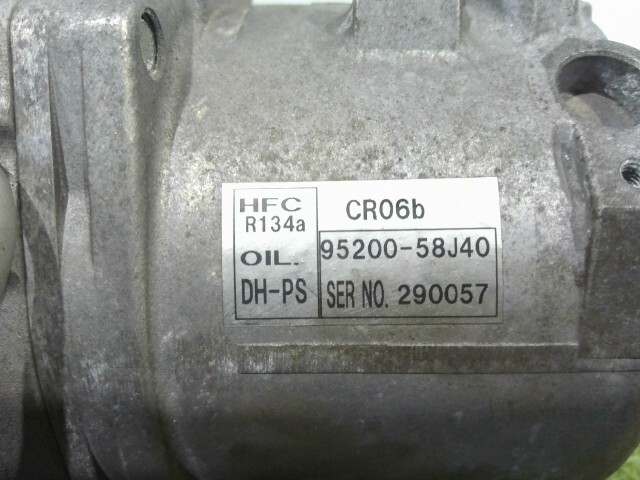 HFC
R134a
OIL.
DH-PS
CR06b
95200-58J40
SER NO. 290057